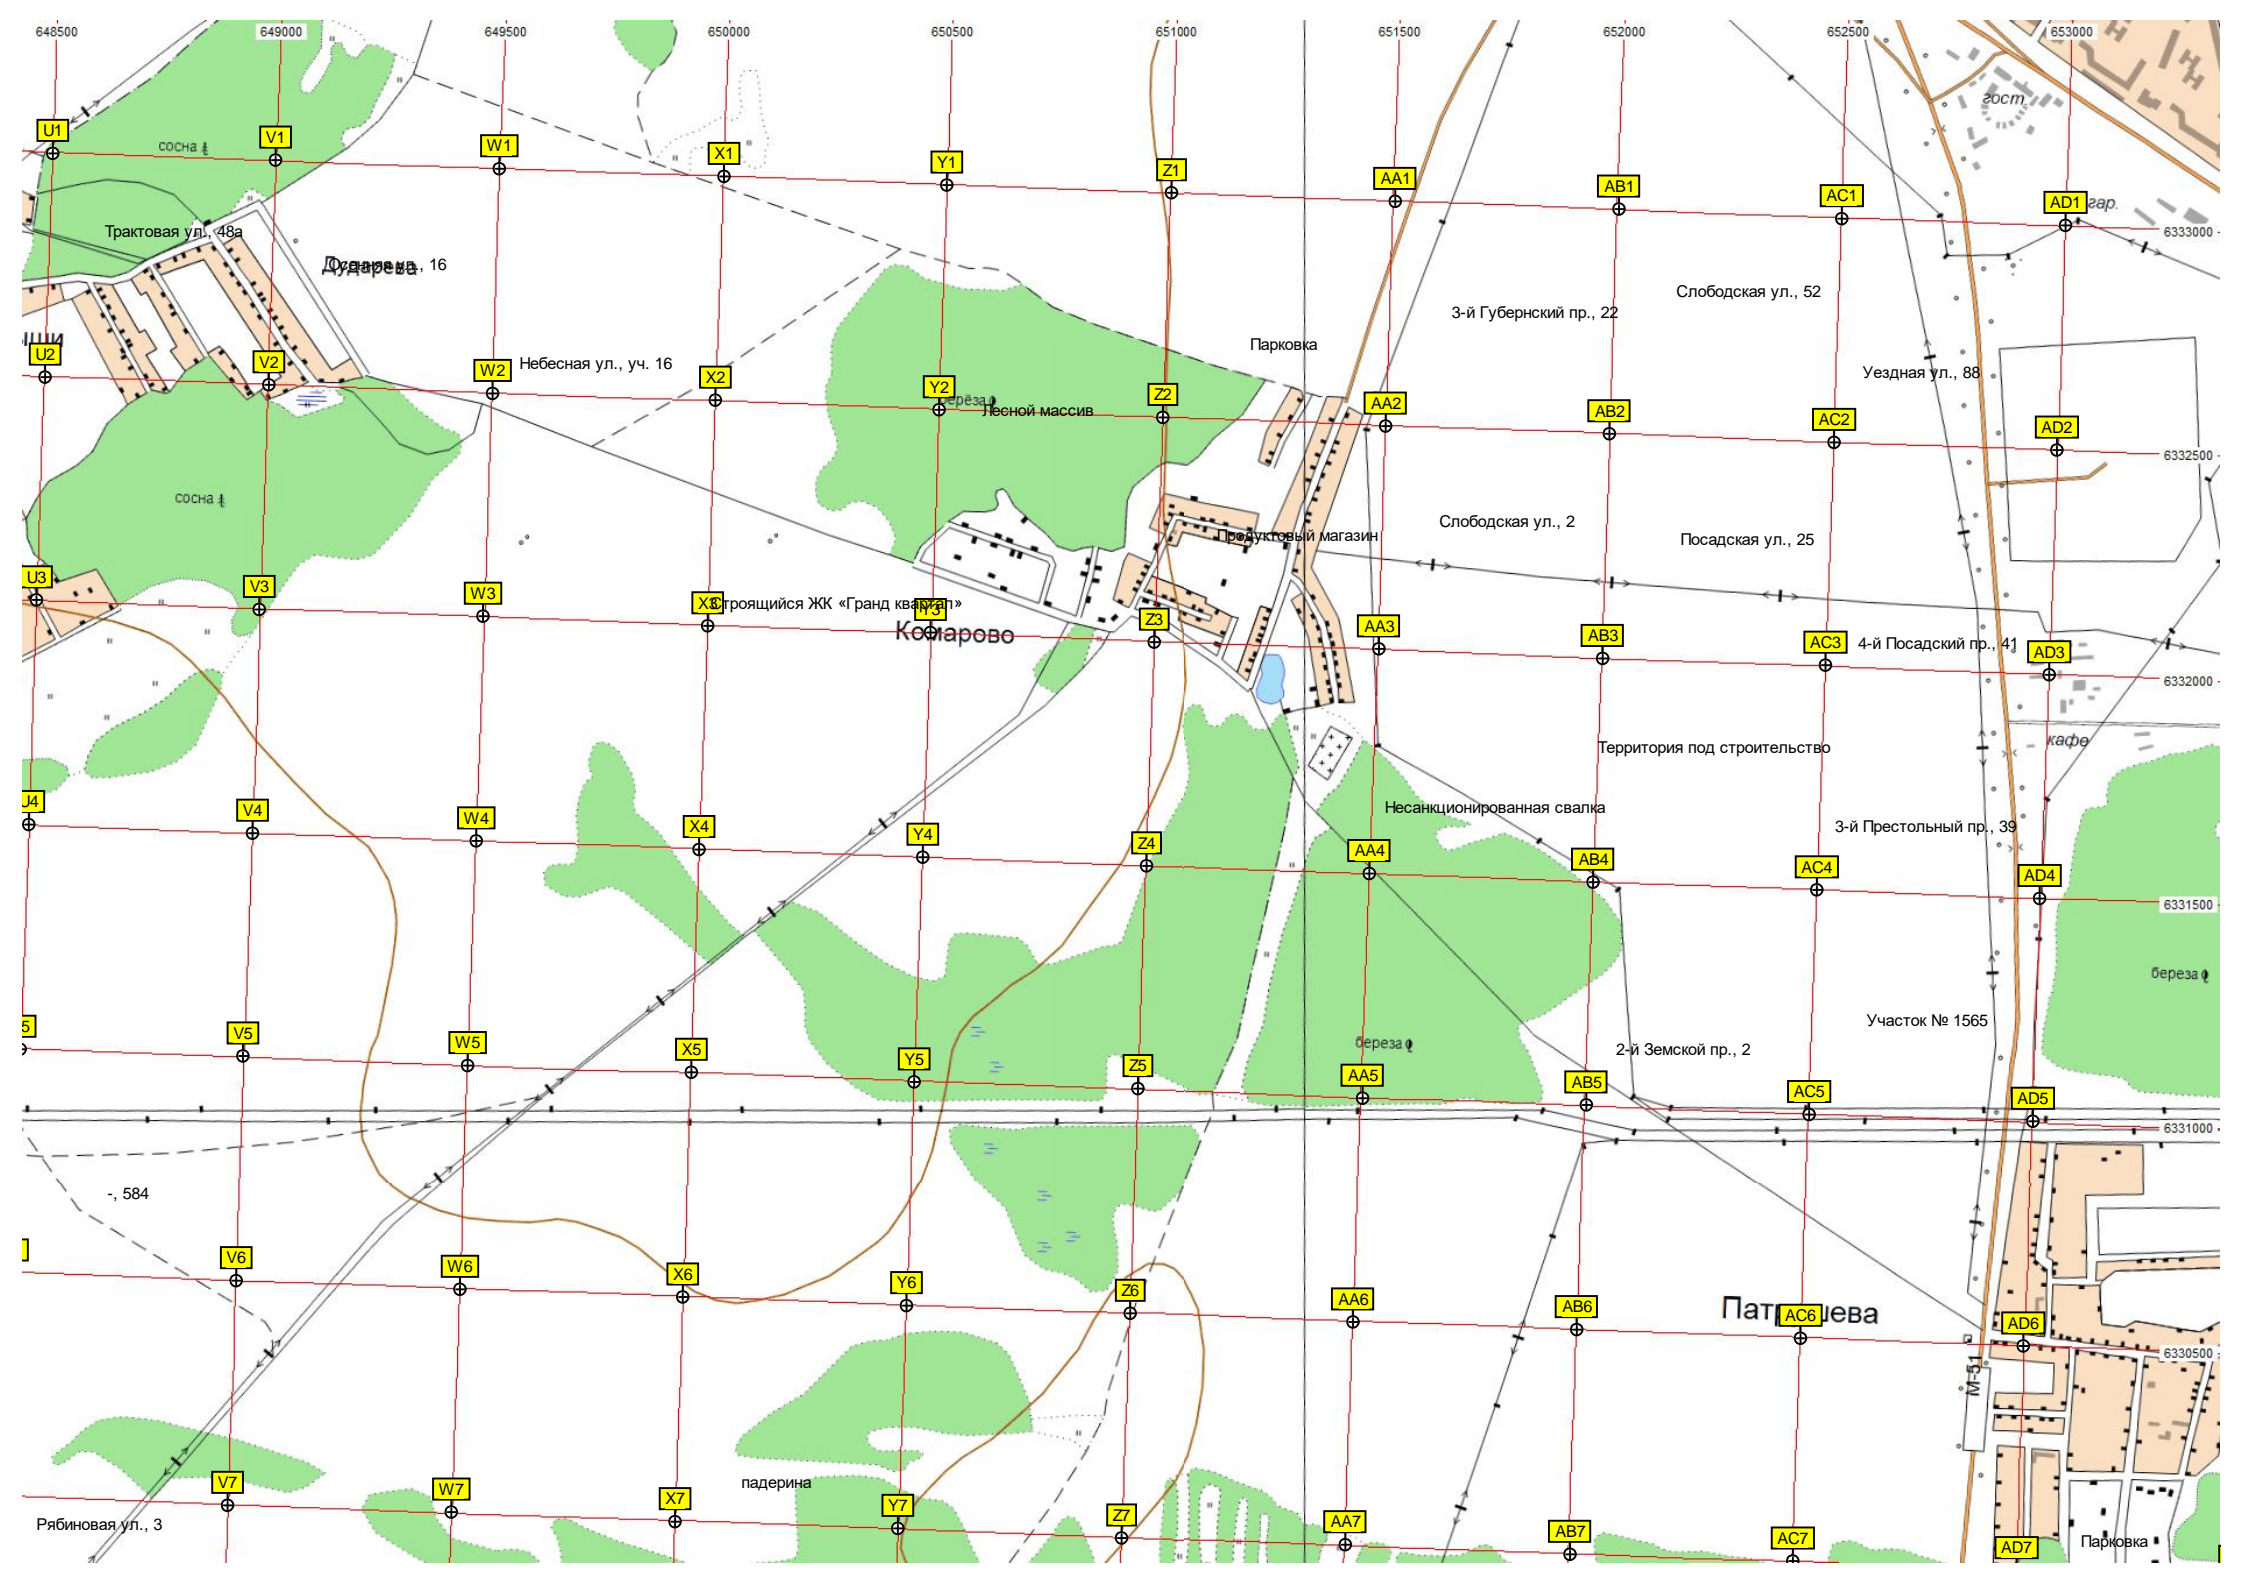 648500 649000 649500 650000 650500 651000 651500 652000 652500 653000
гост
U1 V1 W1 X1 Y1 Z1 AA1 AB1 AC1 AD1
сосна
гар.
6333000
Трактовая ул., 48а
Дударева
Осенняя ул., 16
Слободская ул., 52
3-й Губернский пр., 22
Парковка
Небесная ул., уч. 16
Уездная ул., 88
U2 V2 W2 X2 Y2 Z2 AA2 AB2 AC2 AD2
берёза
Лесной массив
6332500
сосна
Слободская ул., 2
Продуктовый магазин
Посадская ул., 25
U3 V3 W3 X3 Y3 Z3 AA3 AB3 AC3 AD3
Строящийся ЖК «Гранд квартал»
Комарово
4-й Посадский пр., 41
6332000
кафе
Территория под строительство
Несанкционированная свалка
3-й Престольный пр., 39
U4 V4 W4 X4 Y4 Z4 AA4 AB4 AC4 AD4
6331500
береза
Участок № 1565
береза
2-й Земской пр., 2
5 V5 W5 X5 Y5 Z5 AA5 AB5 AC5 AD5
6331000
-, 584
V6 W6 X6 Y6 Z6 AA6 AB6 AC6 AD6
Патрушева
6330500
М-51
падерина
V7 W7 X7 Y7 Z7 AA7 AB7 AC7 AD7
Рябиновая ул., 3
Парковка